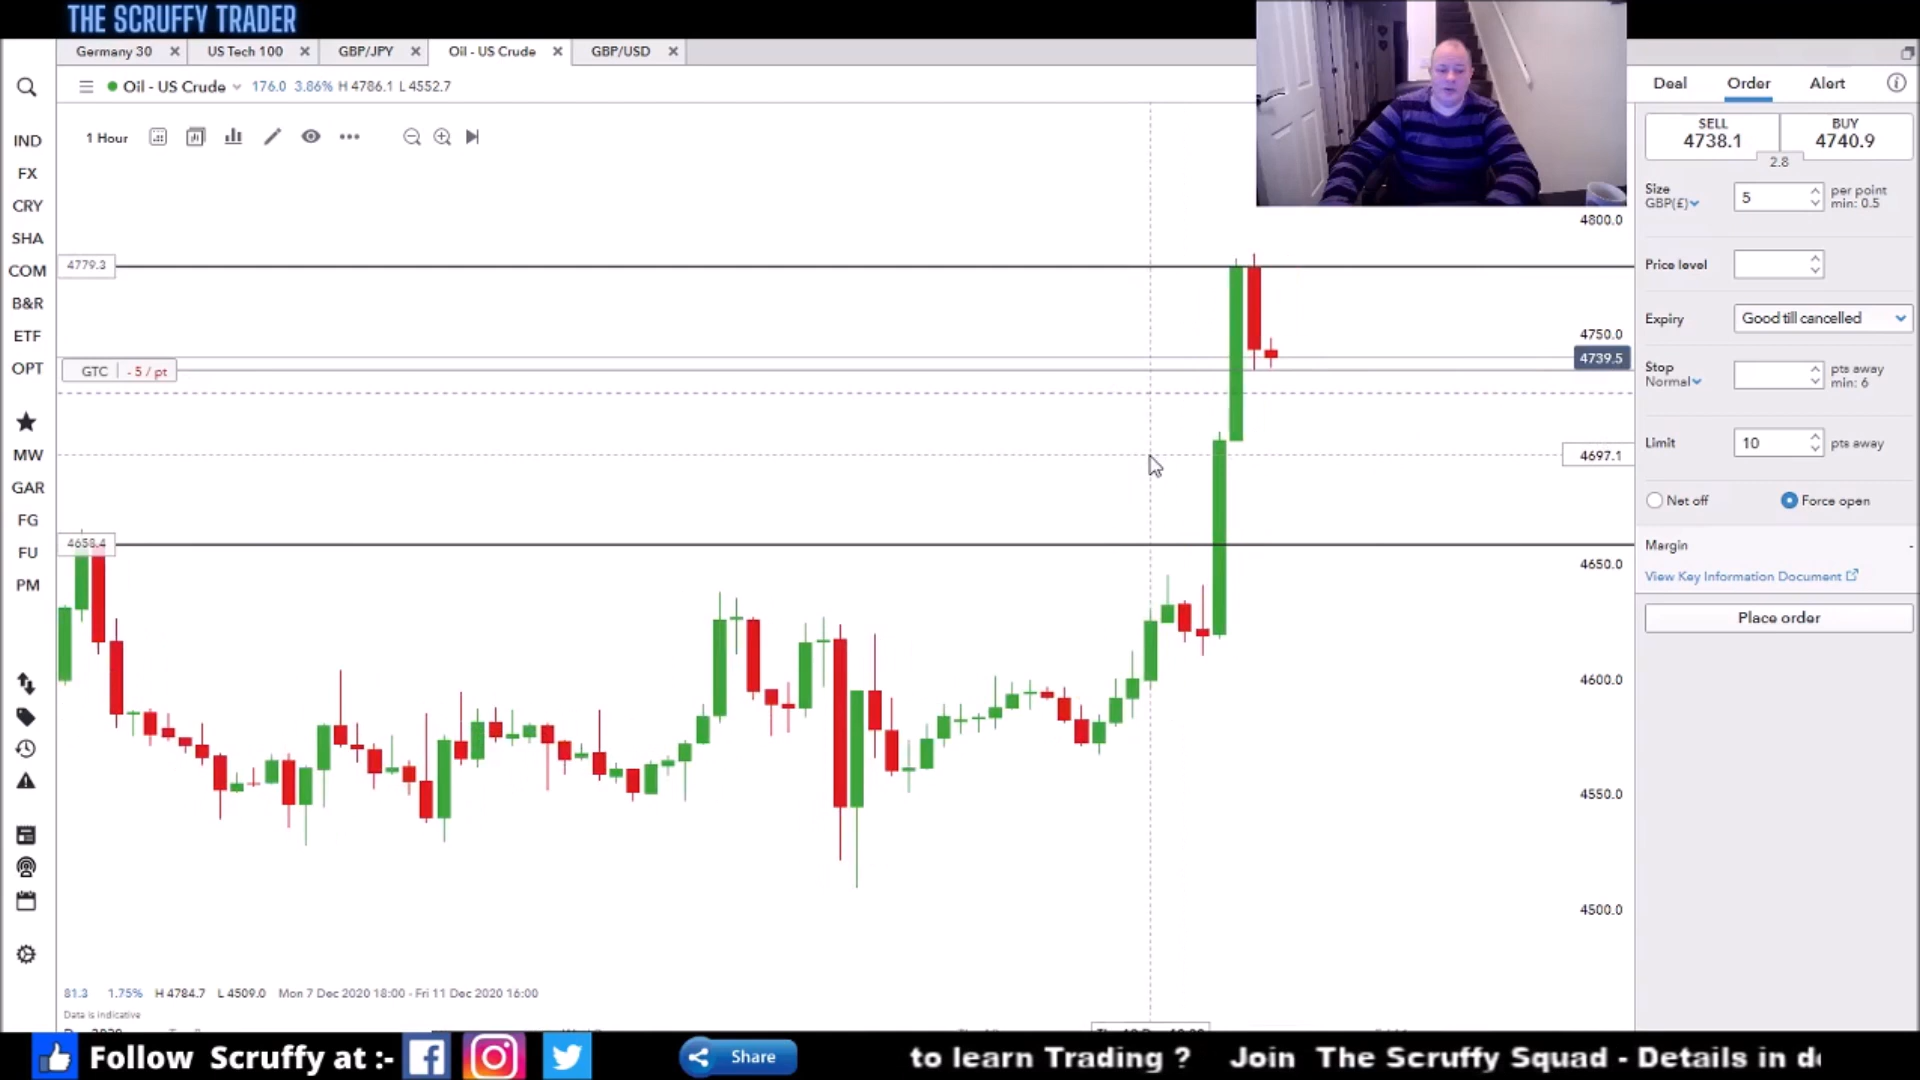 THE SCRUFFY TRADER
Germany 30
US Tech 100
GBP/JPY
Oil - US Crude
GBP/USD
Oil - US Crude 176.0 3.86% H 4786.1 L 4552.7
Deal Order Alert
1 Hour
IND
FX
CRY
SHA
COM
B&R
ETF
OPT
MW
GAR
FG
FU
PM
SELL
4738.1
BUY
4740.9
2.8
Size
GBP(£)
5
per point
min: 0.5
Price level
Expiry
Good till cancelled
Stop
Normal
pts away
min: 6
Limit
10
pts away
Net off
Force open
Margin
-
View Key Information Document
Place order
4779.3
GTC - 5 / pt
4658.4
4800.0
4750.0
4739.5
4697.1
4650.0
4600.0
4550.0
4500.0
81.3 1.75% H 4784.7 L 4509.0 Mon 7 Dec 2020 18:00 - Fri 11 Dec 2020 16:00
Data is indicative
Follow Scruffy at :-
Share
to learn Trading ? Join The Scruffy Squad - Details in